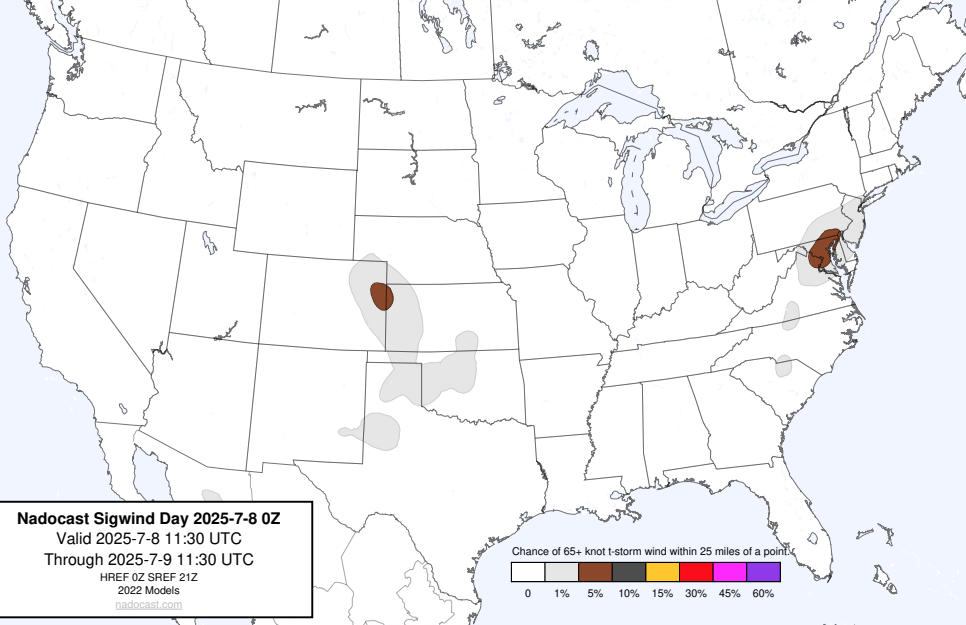 Nadocast Sigwind Day 2025-7-8 0Z
Valid 2025-7-8 11:30 UTC
Through 2025-7-9 11:30 UTC
HREF 0Z SREF 21Z
2022 Models
nadocast.com
Chance of 65+ knot t-storm wind within 25 miles of a point.
0 1% 5% 10% 15% 30% 45% 60%